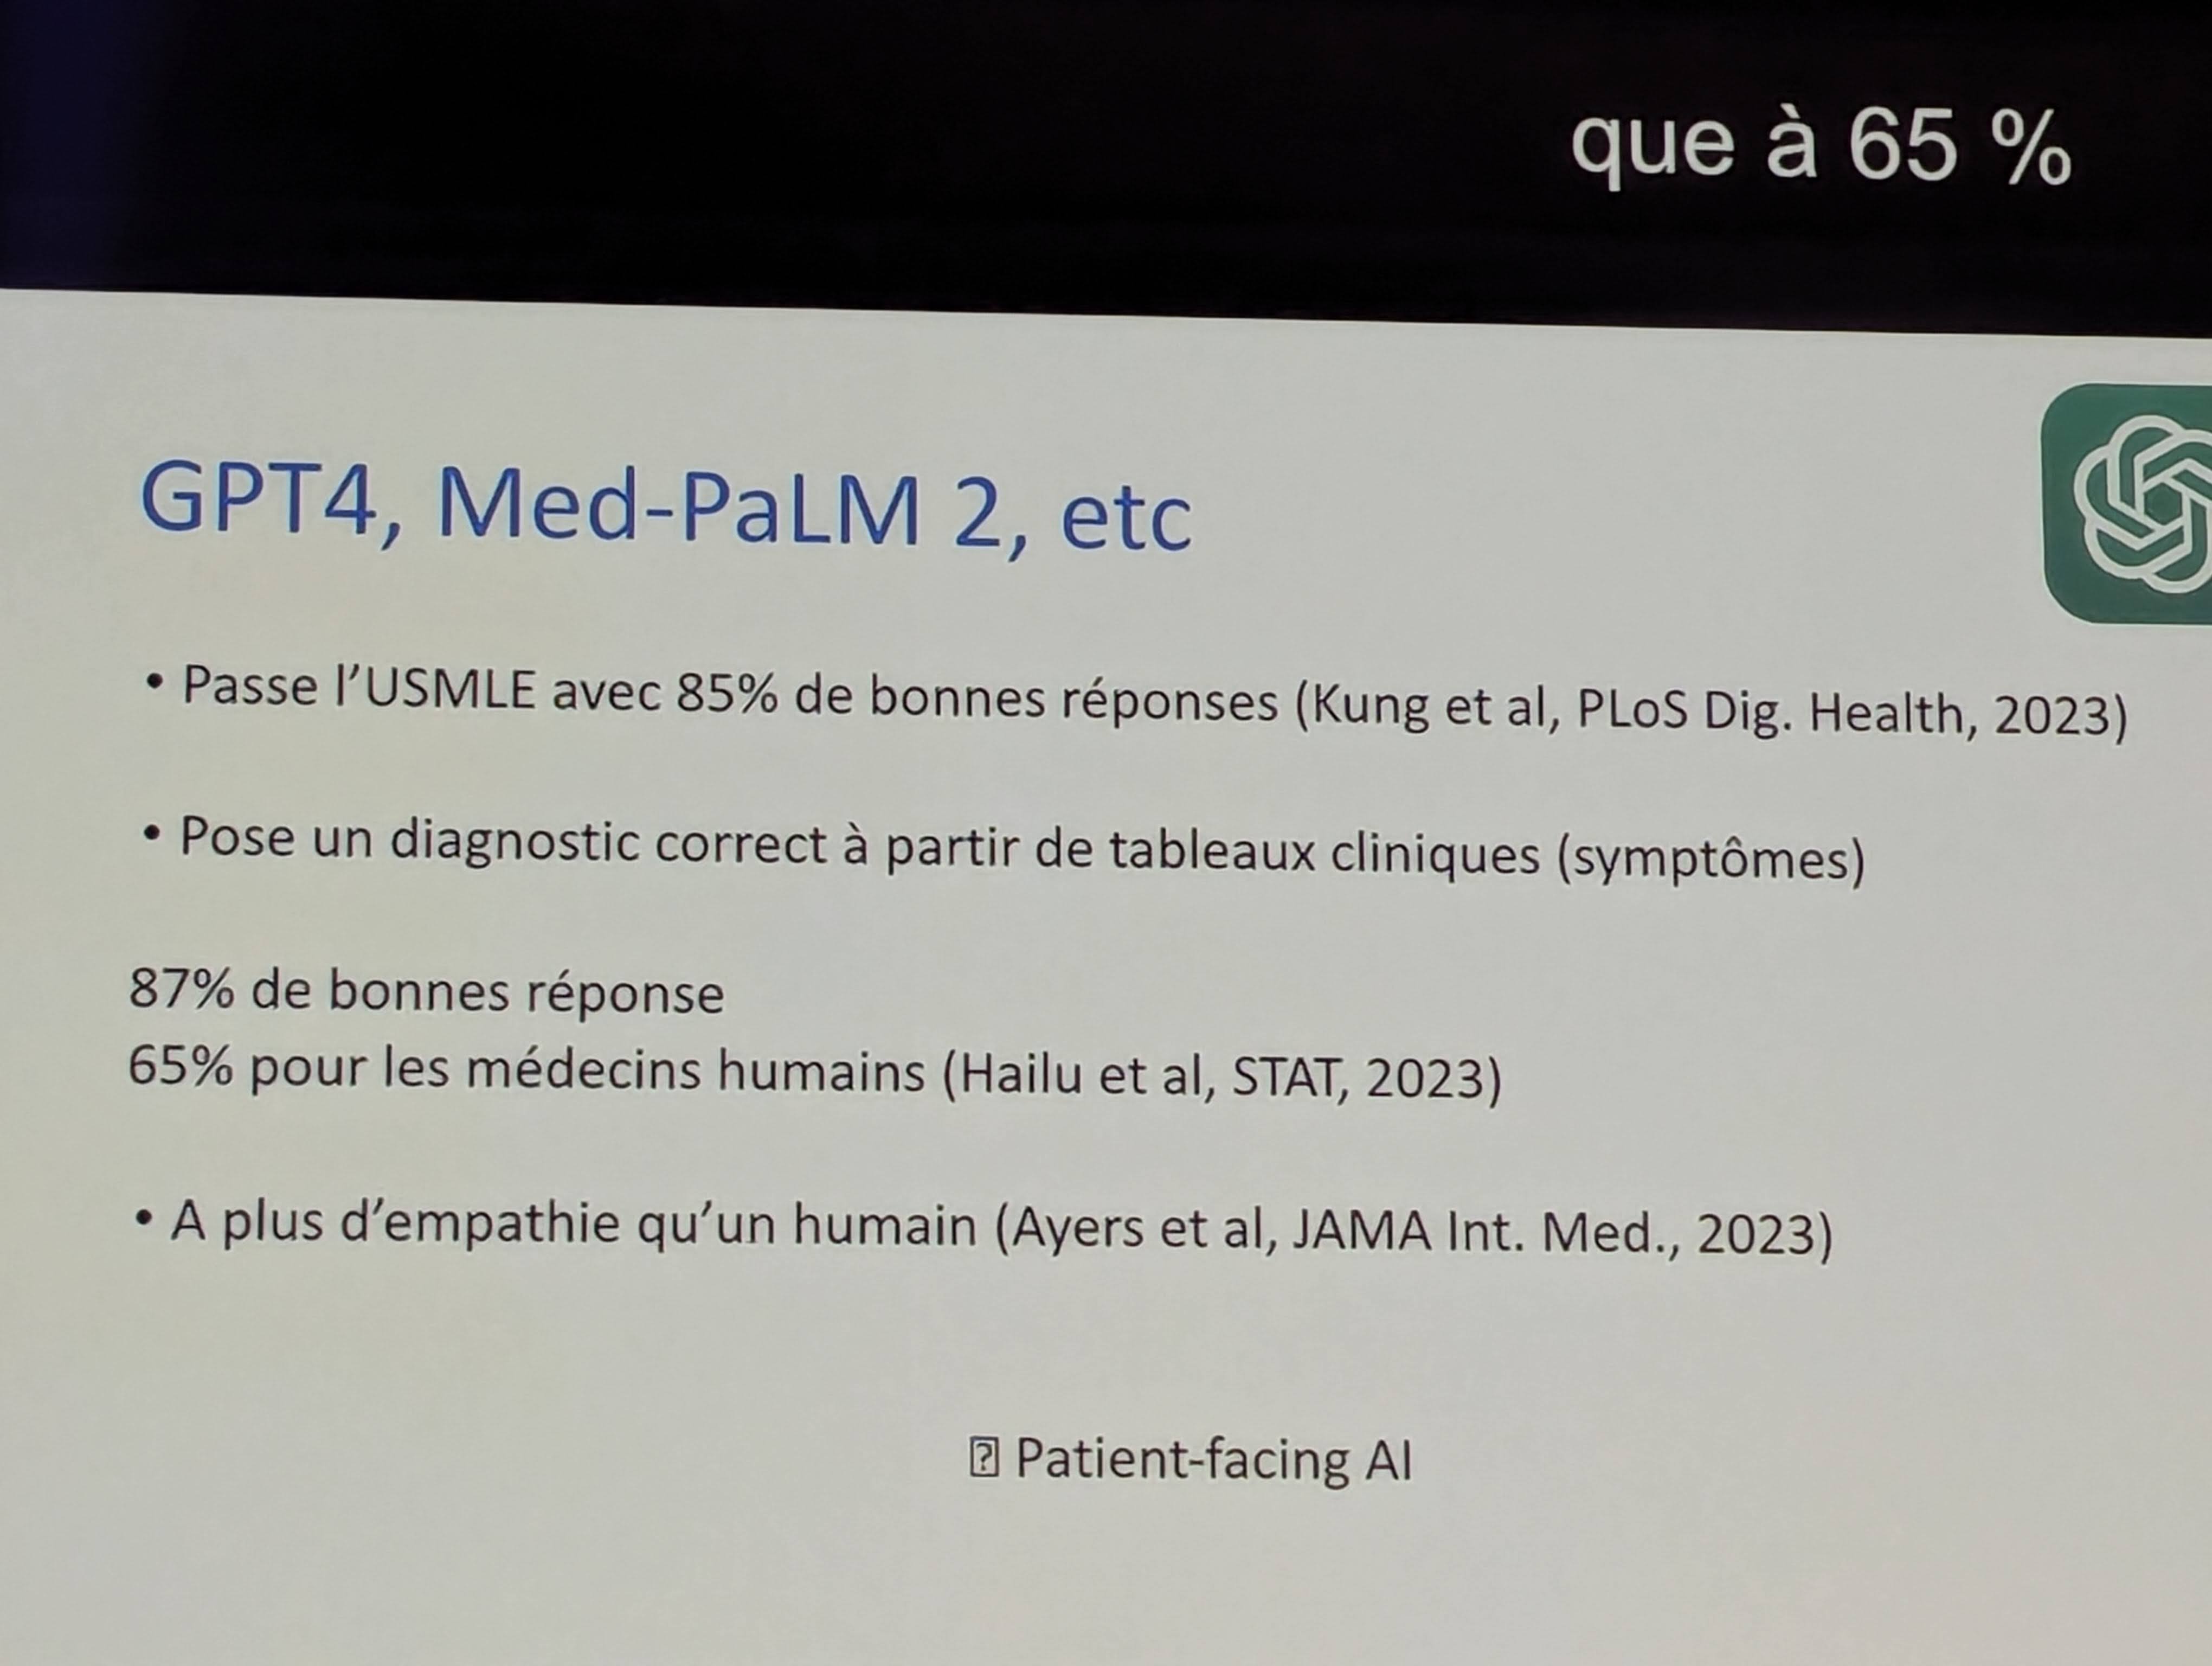 que à 65 %
GPT4, Med-PaLM 2, etc
• Passe l'USMLE avec 85% de bonnes réponses (Kung et al, PLoS Dig. Health, 2023)
• Pose un diagnostic correct à partir de tableaux cliniques (symptômes)
87% de bonnes réponse
65% pour les médecins humains (Hailu et al, STAT, 2023)
• A plus d'empathie qu'un humain (Ayers et al, JAMA Int. Med., 2023)
⍰ Patient-facing AI